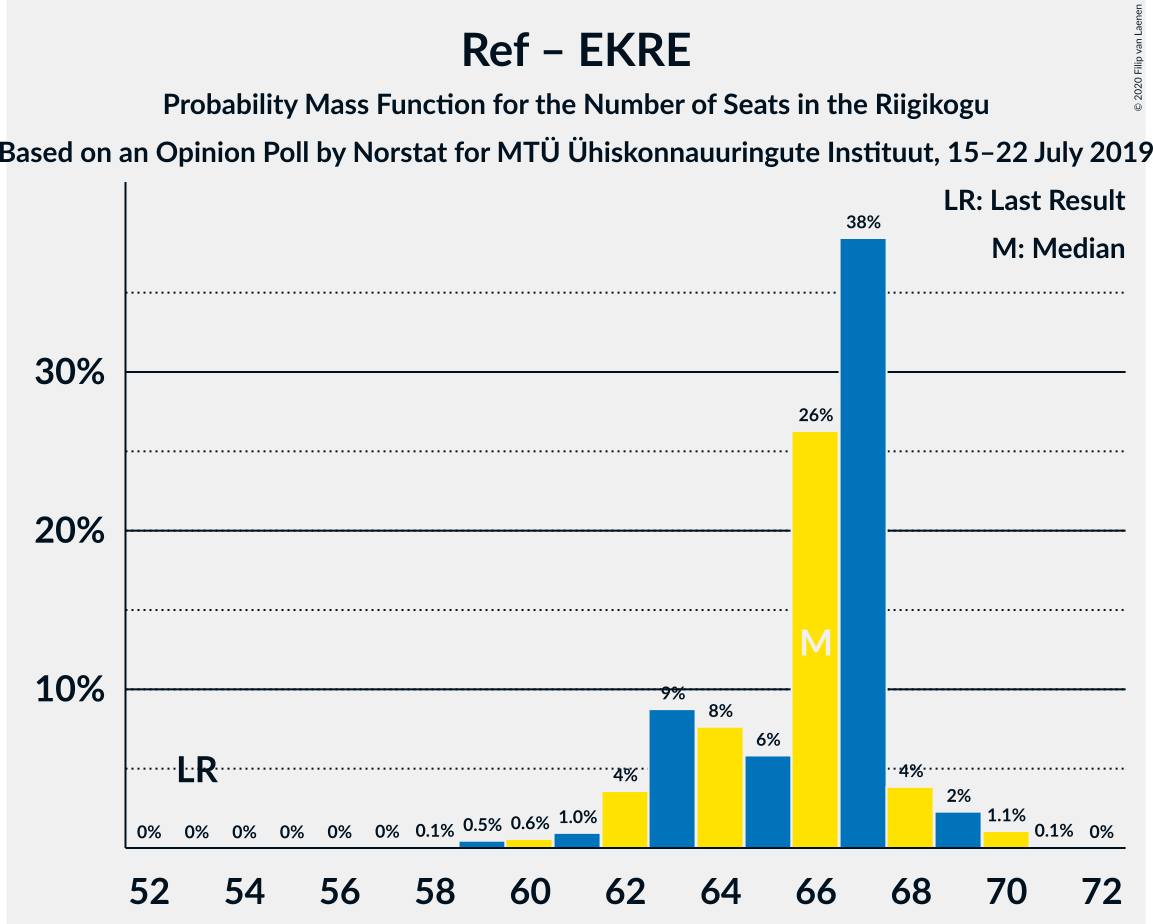 © 2020 Filip van Laenen
Ref – EKRE
Probability Mass Function for the Number of Seats in the Riigikogu
Based on an Opinion Poll by Norstat for MTÜ Ühiskonnauuringute Instituut, 15–22 July 2019
LR: Last Result
M: Median
38%
30%
26%
20%
M
10%
9%
8%
6%
LR
4%
4%
2%
0% 0% 0% 0% 0% 0% 0.1% 0.5% 0.6% 1.0% 1.1% 0.1% 0%
52 54 56 58 60 62 64 66 68 70 72